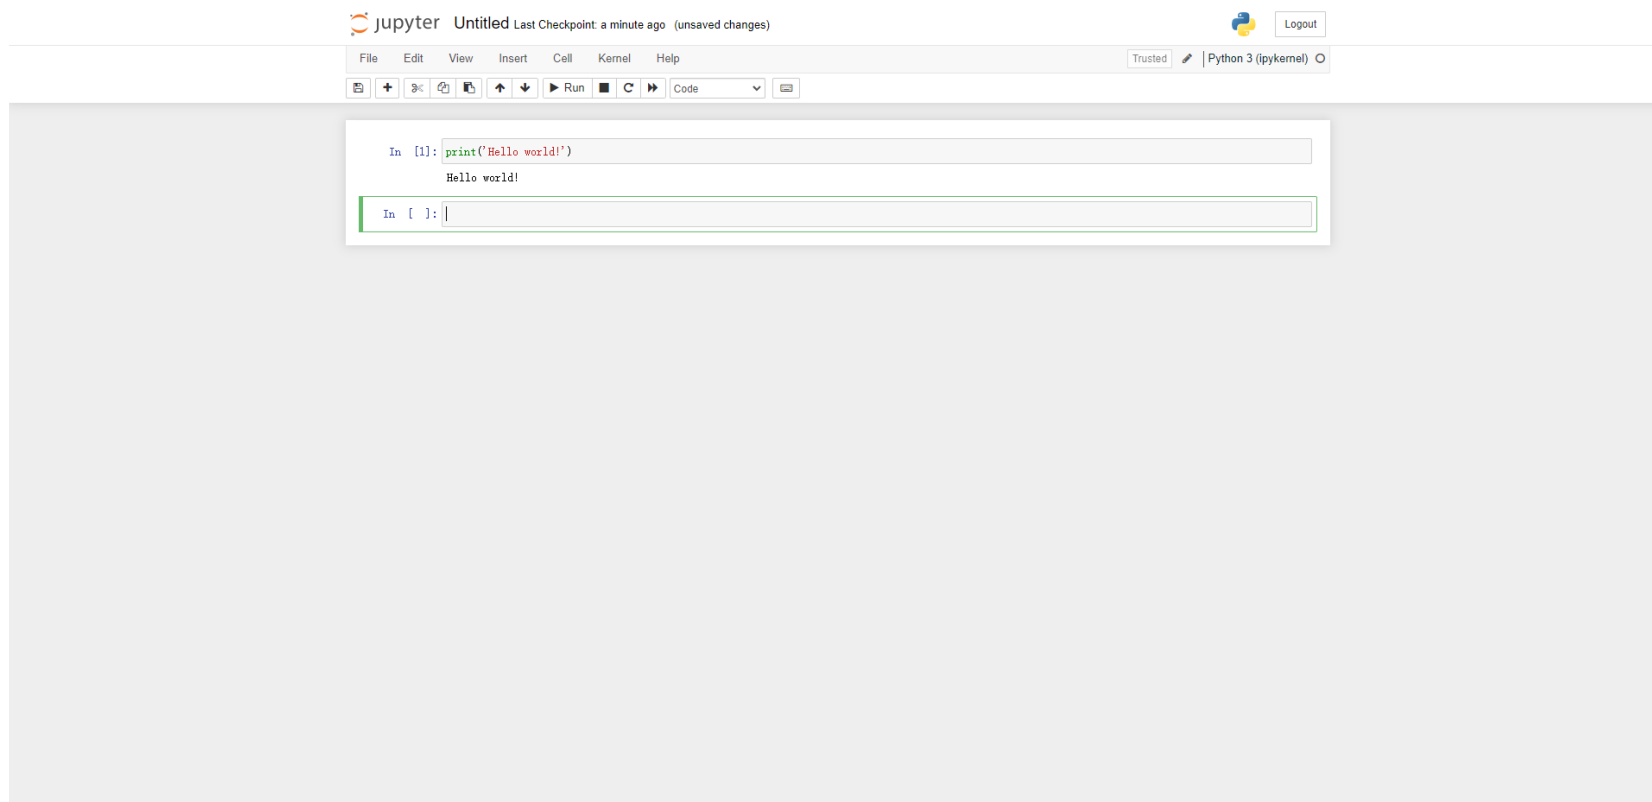 jupyter Untitled Last Checkpoint: a minute ago (unsaved changes) Logout
File Edit View Insert Cell Kernel Help Trusted Python 3 (ipykernel)
Run Code
In [1]: print('Hello world!')
Hello world!
In [ ]: